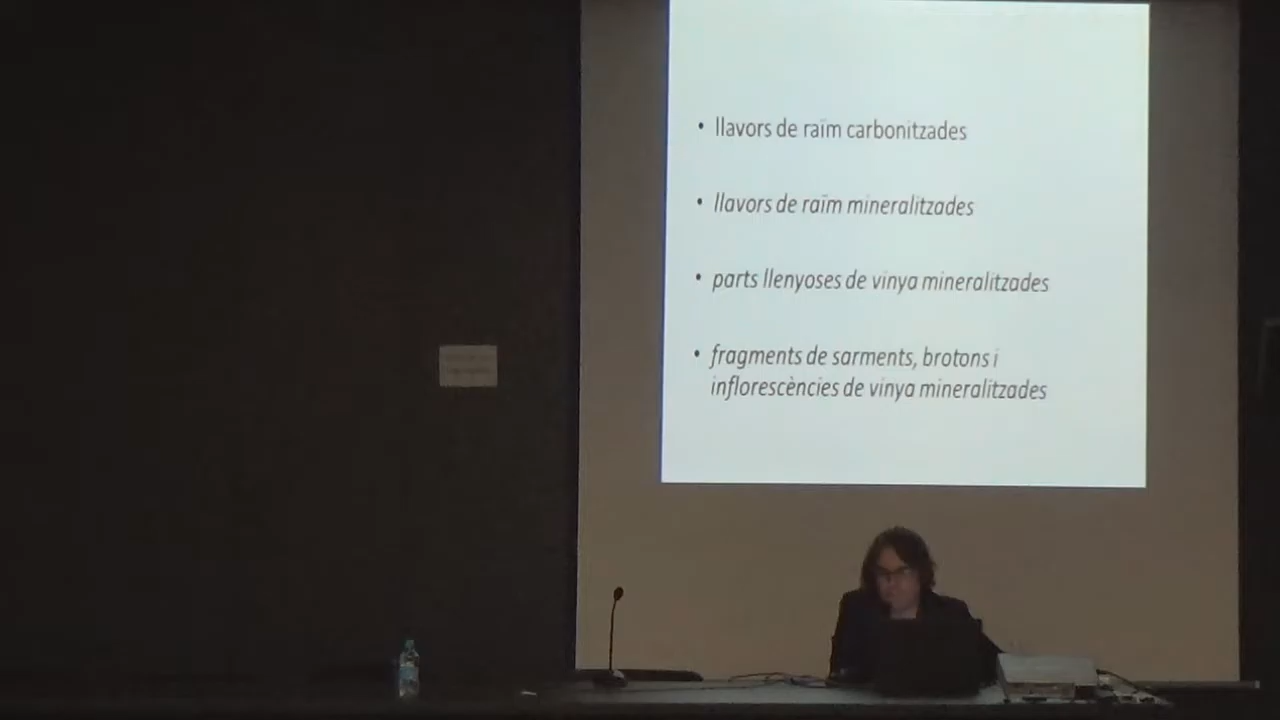 • llavors de raïm carbonitzades
• llavors de raïm mineralitzades
• parts llenyoses de vinya mineralitzades
• fragments de sarments, brotons i
inflorescències de vinya mineralitzades